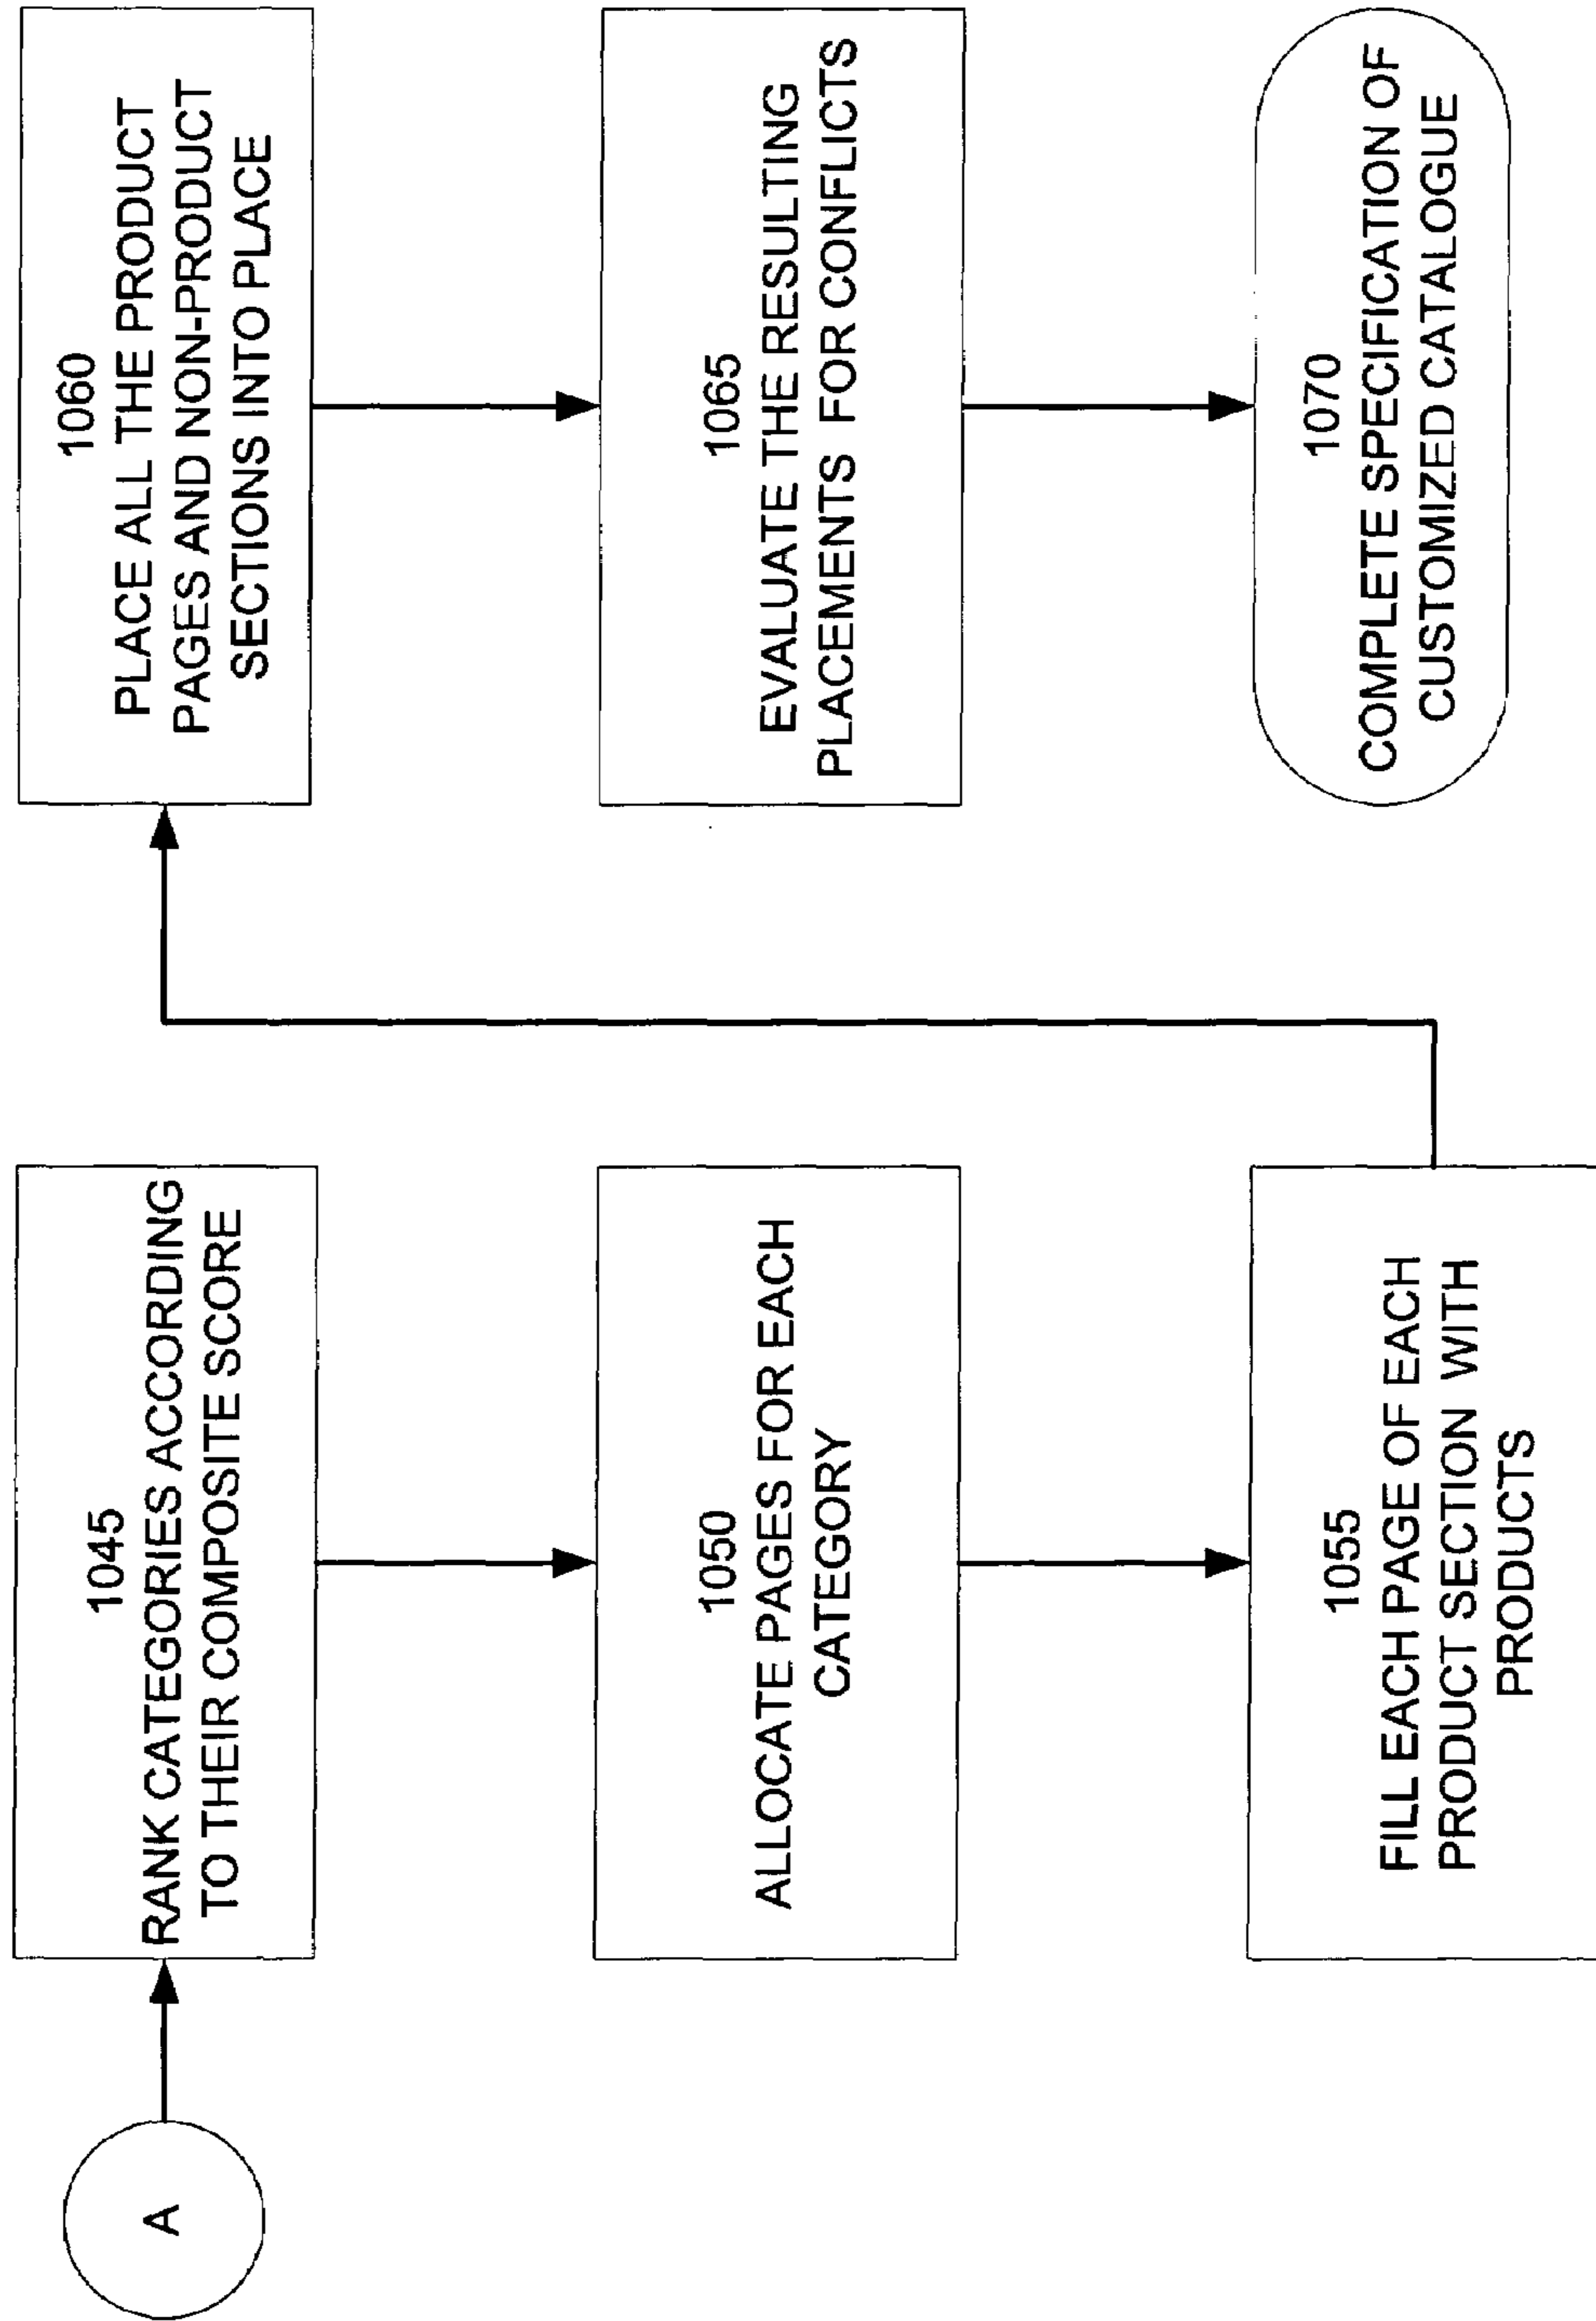 A
1045
RANK CATEGORIES ACCORDING
TO THEIR COMPOSITE SCORE
1050
ALLOCATE PAGES FOR EACH
CATEGORY
1055
FILL EACH PAGE OF EACH
PRODUCT SECTION WITH
PRODUCTS
1060
PLACE ALL THE PRODUCT
PAGES AND NON-PRODUCT
SECTIONS INTO PLACE
1065
EVALUATE THE RESULTING
PLACEMENTS FOR CONFLICTS
1070
COMPLETE SPECIFICATION OF
CUSTOMIZED CATALOGUE